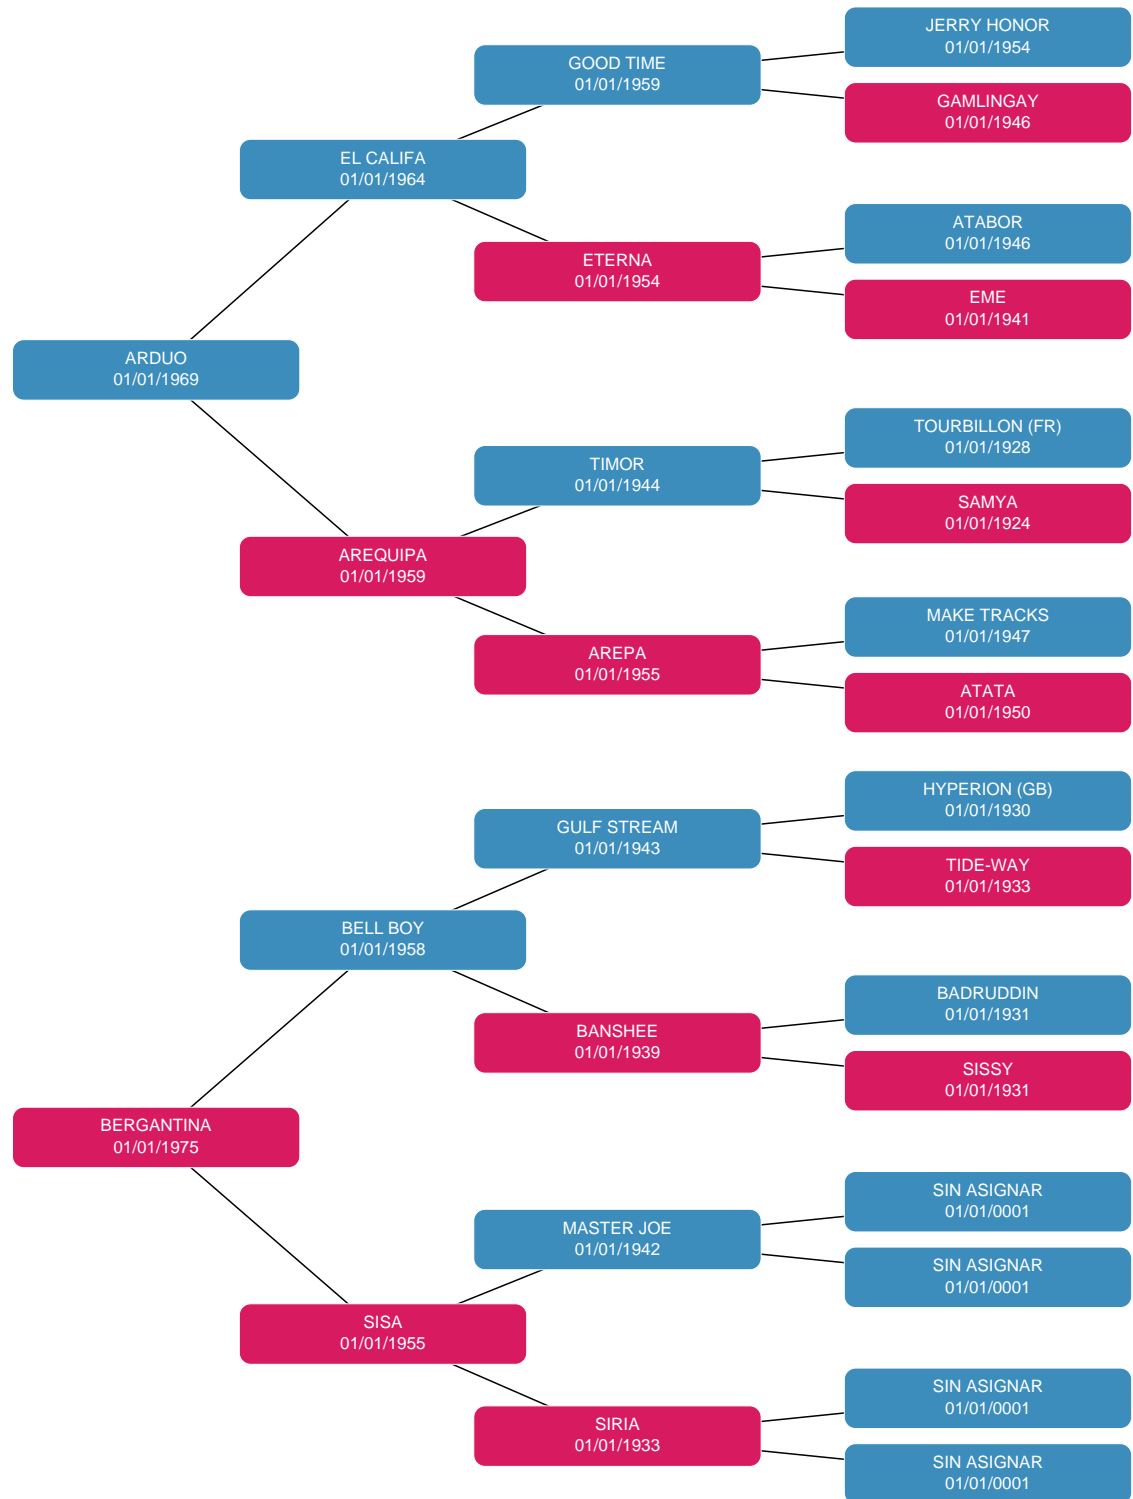 JERRY HONOR
01/01/1954
GOOD TIME
01/01/1959
GAMLINGAY
01/01/1946
EL CALIFA
01/01/1964
ATABOR
01/01/1946
ETERNA
01/01/1954
EME
01/01/1941
ARDUO
01/01/1969
TOURBILLON (FR)
01/01/1928
TIMOR
01/01/1944
SAMYA
01/01/1924
AREQUIPA
01/01/1959
MAKE TRACKS
01/01/1947
AREPA
01/01/1955
ATATA
01/01/1950
HYPERION (GB)
01/01/1930
GULF STREAM
01/01/1943
TIDE-WAY
01/01/1933
BELL BOY
01/01/1958
BADRUDDIN
01/01/1931
BANSHEE
01/01/1939
SISSY
01/01/1931
BERGANTINA
01/01/1975
SIN ASIGNAR
01/01/0001
MASTER JOE
01/01/1942
SIN ASIGNAR
01/01/0001
SISA
01/01/1955
SIN ASIGNAR
01/01/0001
SIRIA
01/01/1933
SIN ASIGNAR
01/01/0001